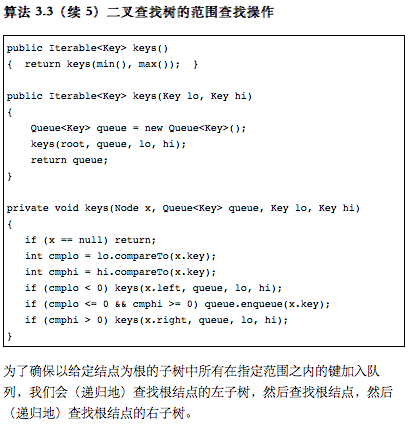 算法 3.3（续 5）二叉查找树的范围查找操作
public Iterable<Key> keys()
{  return keys(min(), max());  }
public Iterable<Key> keys(Key lo, Key hi)
{
Queue<Key> queue = new Queue<Key>();
keys(root, queue, lo, hi);
return queue;
}
private void keys(Node x, Queue<Key> queue, Key lo, Key hi)
{
if (x == null) return;
int cmplo = lo.compareTo(x.key);
int cmphi = hi.compareTo(x.key);
if (cmplo < 0) keys(x.left, queue, lo, hi);
if (cmplo <= 0 && cmphi >= 0) queue.enqueue(x.key);
if (cmphi > 0) keys(x.right, queue, lo, hi);
}
为了确保以给定结点为根的子树中所有在指定范围之内的键加入队
列，我们会（递归地）查找根结点的左子树，然后查找根结点，然后
（递归地）查找根结点的右子树。